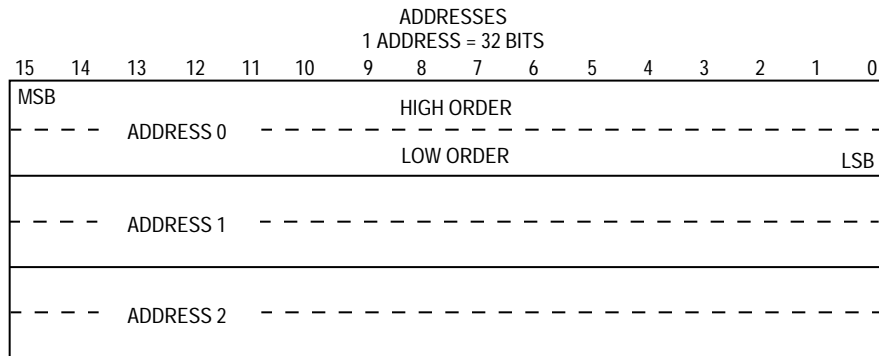 ADDRESSES
1 ADDRESS = 32 BITS
15 14 13 12 11 10 9 8 7 6 5 4 3 2 1 0
MSB
HIGH ORDER
ADDRESS 0
LOW ORDER
LSB
ADDRESS 1
ADDRESS 2